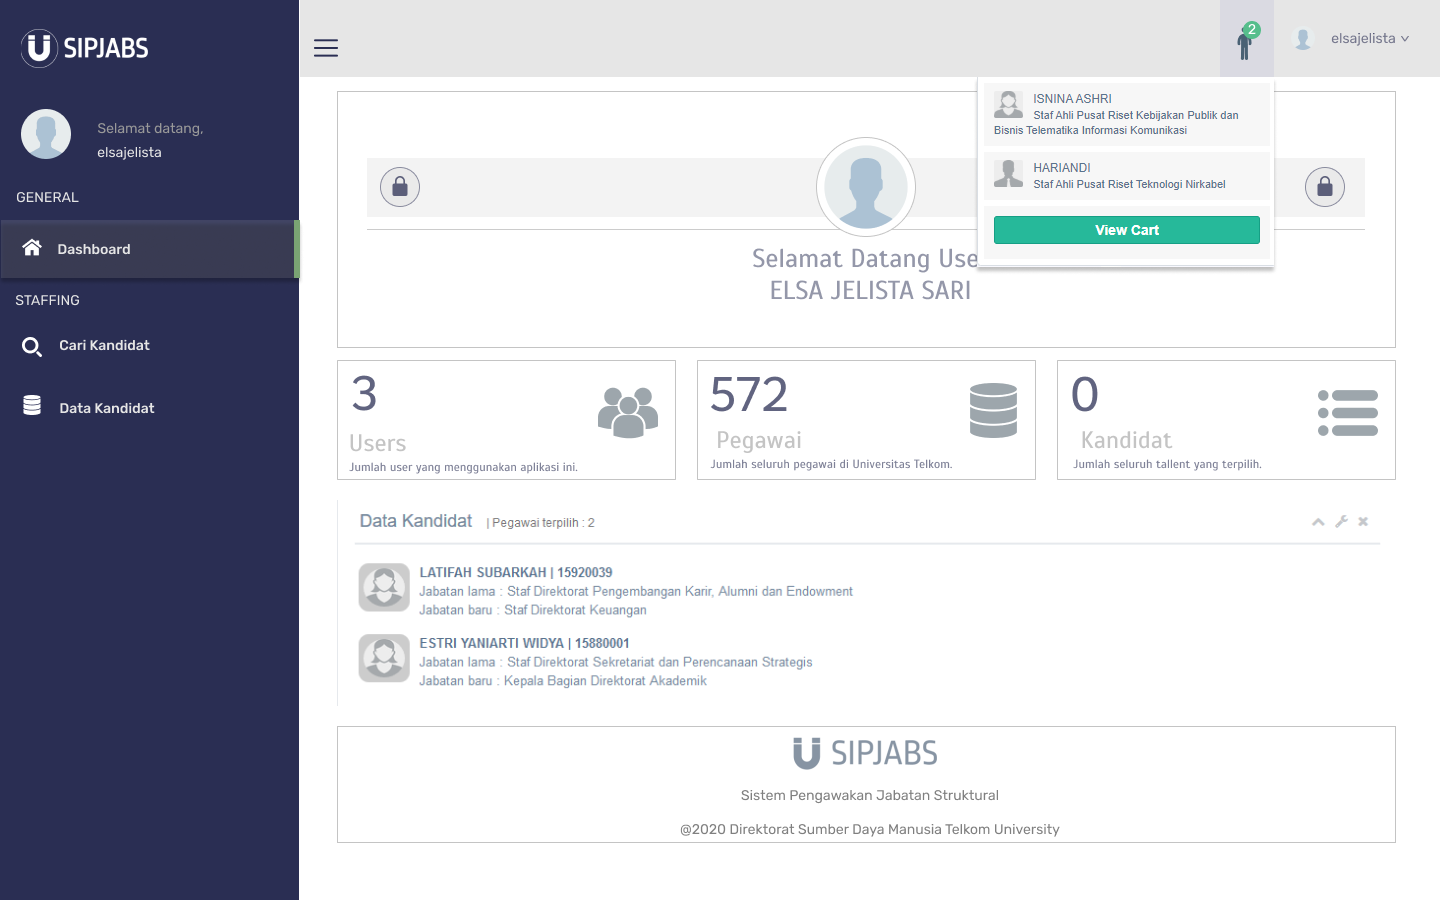 SIPJABS
Selamat datang,
elsajelista
GENERAL
Dashboard
STAFFING
Cari Kandidat
Data Kandidat
2
elsajelista
ISNINA ASHRI
Staf Ahli Pusat Riset Kebijakan Publik dan
Bisnis Telematika Informasi Komunikasi
HARIANDI
Staf Ahli Pusat Riset Teknologi Nirkabel
View Cart
Selamat Datang Use
ELSA JELISTA SARI
3
Users
Jumlah user yang menggunakan aplikasi ini.
572
Pegawai
Jumlah seluruh pegawai di Universitas Telkom.
0
Kandidat
Jumlah seluruh tallent yang terpilih.
Data Kandidat | Pegawai terpilih : 2
LATIFAH SUBARKAH | 15920039
Jabatan lama : Staf Direktorat Pengembangan Karir, Alumni dan Endowment
Jabatan baru : Staf Direktorat Keuangan
ESTRI YANIARTI WIDYA | 15880001
Jabatan lama : Staf Direktorat Sekretariat dan Perencanaan Strategis
Jabatan baru : Kepala Bagian Direktorat Akademik
SIPJABS
Sistem Pengawakan Jabatan Struktural
@2020 Direktorat Sumber Daya Manusia Telkom University